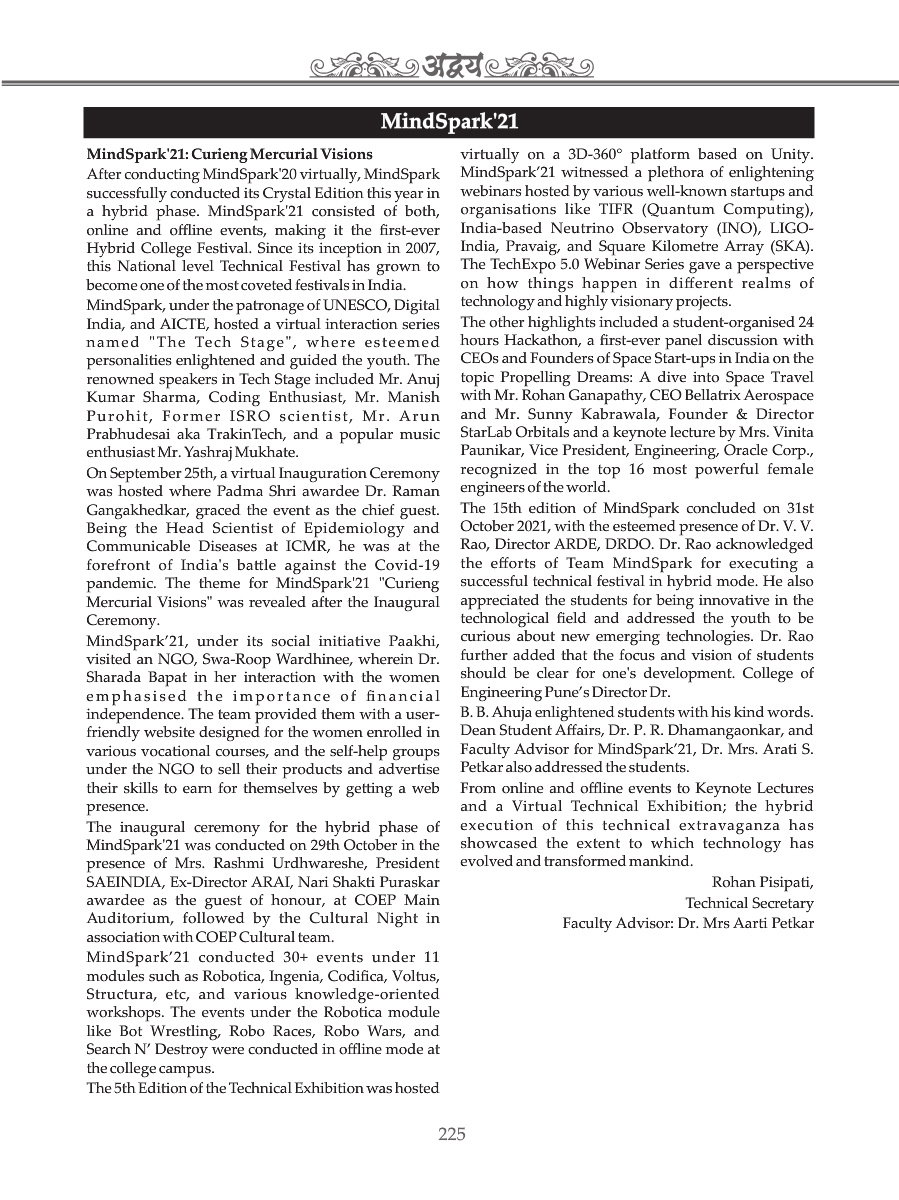 अद्वय
MindSpark'21
MindSpark'21: Curieng Mercurial Visions
After conducting MindSpark'20 virtually, MindSpark
successfully conducted its Crystal Edition this year in
a hybrid phase. MindSpark'21 consisted of both,
online and offline events, making it the first-ever
Hybrid College Festival. Since its inception in 2007,
this National level Technical Festival has grown to
become one of the most coveted festivals in India.
MindSpark, under the patronage of UNESCO, Digital
India, and AICTE, hosted a virtual interaction series
named "The Tech Stage", where esteemed
personalities enlightened and guided the youth. The
renowned speakers in Tech Stage included Mr. Anuj
Kumar Sharma, Coding Enthusiast, Mr. Manish
Purohit, Former ISRO scientist, Mr. Arun
Prabhudesai aka TrakinTech, and a popular music
enthusiast Mr. Yashraj Mukhate.
On September 25th, a virtual Inauguration Ceremony
was hosted where Padma Shri awardee Dr. Raman
Gangakhedkar, graced the event as the chief guest.
Being the Head Scientist of Epidemiology and
Communicable Diseases at ICMR, he was at the
forefront of India's battle against the Covid-19
pandemic. The theme for MindSpark'21 "Curieng
Mercurial Visions" was revealed after the Inaugural
Ceremony.
MindSpark’21, under its social initiative Paakhi,
visited an NGO, Swa-Roop Wardhinee, wherein Dr.
Sharada Bapat in her interaction with the women
emphasised the importance of financial
independence. The team provided them with a user-
friendly website designed for the women enrolled in
various vocational courses, and the self-help groups
under the NGO to sell their products and advertise
their skills to earn for themselves by getting a web
presence.
The inaugural ceremony for the hybrid phase of
MindSpark'21 was conducted on 29th October in the
presence of Mrs. Rashmi Urdhwareshe, President
SAEINDIA, Ex-Director ARAI, Nari Shakti Puraskar
awardee as the guest of honour, at COEP Main
Auditorium, followed by the Cultural Night in
association with COEP Cultural team.
MindSpark’21 conducted 30+ events under 11
modules such as Robotica, Ingenia, Codifica, Voltus,
Structura, etc, and various knowledge-oriented
workshops. The events under the Robotica module
like Bot Wrestling, Robo Races, Robo Wars, and
Search N’ Destroy were conducted in offline mode at
the college campus.
The 5th Edition of the Technical Exhibition was hosted
virtually on a 3D-360° platform based on Unity.
MindSpark’21 witnessed a plethora of enlightening
webinars hosted by various well-known startups and
organisations like TIFR (Quantum Computing),
India-based Neutrino Observatory (INO), LIGO-
India, Pravaig, and Square Kilometre Array (SKA).
The TechExpo 5.0 Webinar Series gave a perspective
on how things happen in different realms of
technology and highly visionary projects.
The other highlights included a student-organised 24
hours Hackathon, a first-ever panel discussion with
CEOs and Founders of Space Start-ups in India on the
topic Propelling Dreams: A dive into Space Travel
with Mr. Rohan Ganapathy, CEO Bellatrix Aerospace
and Mr. Sunny Kabrawala, Founder & Director
StarLab Orbitals and a keynote lecture by Mrs. Vinita
Paunikar, Vice President, Engineering, Oracle Corp.,
recognized in the top 16 most powerful female
engineers of the world.
The 15th edition of MindSpark concluded on 31st
October 2021, with the esteemed presence of Dr. V. V.
Rao, Director ARDE, DRDO. Dr. Rao acknowledged
the efforts of Team MindSpark for executing a
successful technical festival in hybrid mode. He also
appreciated the students for being innovative in the
technological field and addressed the youth to be
curious about new emerging technologies. Dr. Rao
further added that the focus and vision of students
should be clear for one's development. College of
Engineering Pune’s Director Dr.
B. B. Ahuja enlightened students with his kind words.
Dean Student Affairs, Dr. P. R. Dhamangaonkar, and
Faculty Advisor for MindSpark’21, Dr. Mrs. Arati S.
Petkar also addressed the students.
From online and offline events to Keynote Lectures
and a Virtual Technical Exhibition; the hybrid
execution of this technical extravaganza has
showcased the extent to which technology has
evolved and transformed mankind.
Rohan Pisipati,
Technical Secretary
Faculty Advisor: Dr. Mrs Aarti Petkar
225